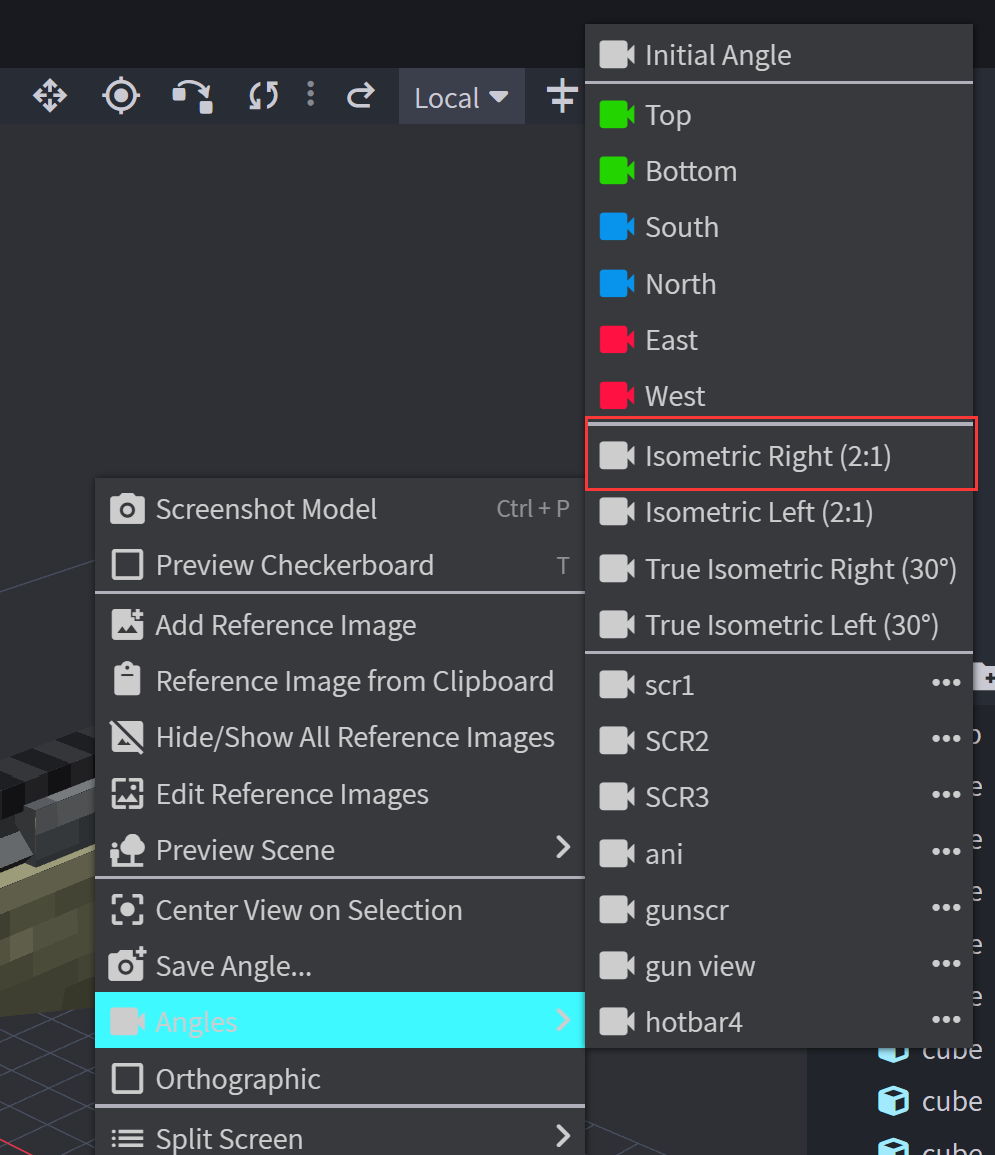 Local
Initial Angle
Top
Bottom
South
North
East
West
Isometric Right (2:1)
Isometric Left (2:1)
True Isometric Right (30°)
True Isometric Left (30°)
scr1
SCR2
SCR3
ani
gunscr
gun view
hotbar4
Screenshot Model Ctrl + P
Preview Checkerboard T
Add Reference Image
Reference Image from Clipboard
Hide/Show All Reference Images
Edit Reference Images
Preview Scene
Center View on Selection
Save Angle...
Angles
Orthographic
Split Screen
cube
cube
cube